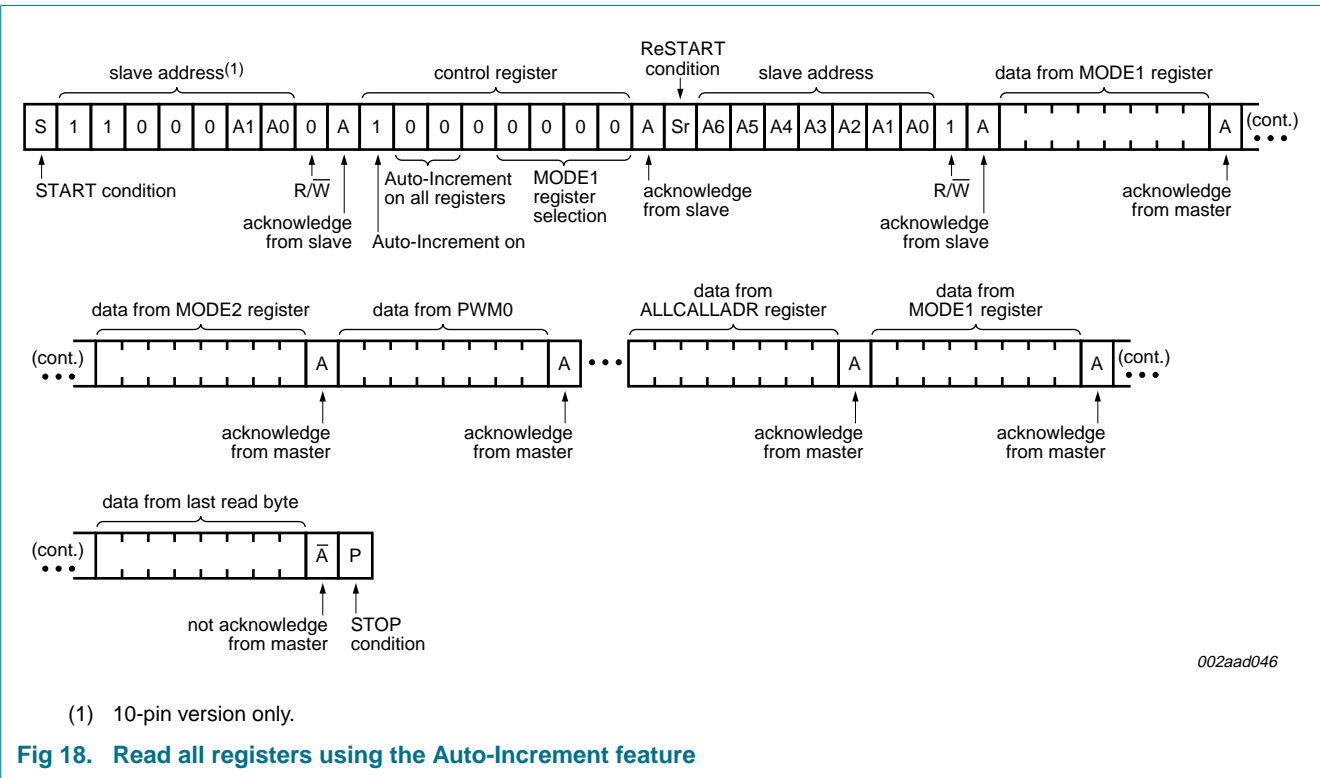 ReSTART
condition
slave address(1) control register slave address data from MODE1 register
S 1 1 0 0 0 A1 A0 0 A 1 0 0 0 0 0 0 0 A Sr A6 A5 A4 A3 A2 A1 A0 1 A A (cont.)
START condition R/W̅ Auto-Increment
on all registers MODE1
register
selection acknowledge
from slave R/W̅ acknowledge
from master
acknowledge
from slave Auto-Increment on acknowledge
from slave
data from MODE2 register data from PWM0 data from
ALLCALLADR register data from
MODE1 register
(cont.) A A A A (cont.)
acknowledge
from master acknowledge
from master acknowledge
from master acknowledge
from master
data from last read byte
(cont.) A̅ P
not acknowledge
from master STOP
condition
002aad046
(1) 10-pin version only.
Fig 18. Read all registers using the Auto-Increment feature